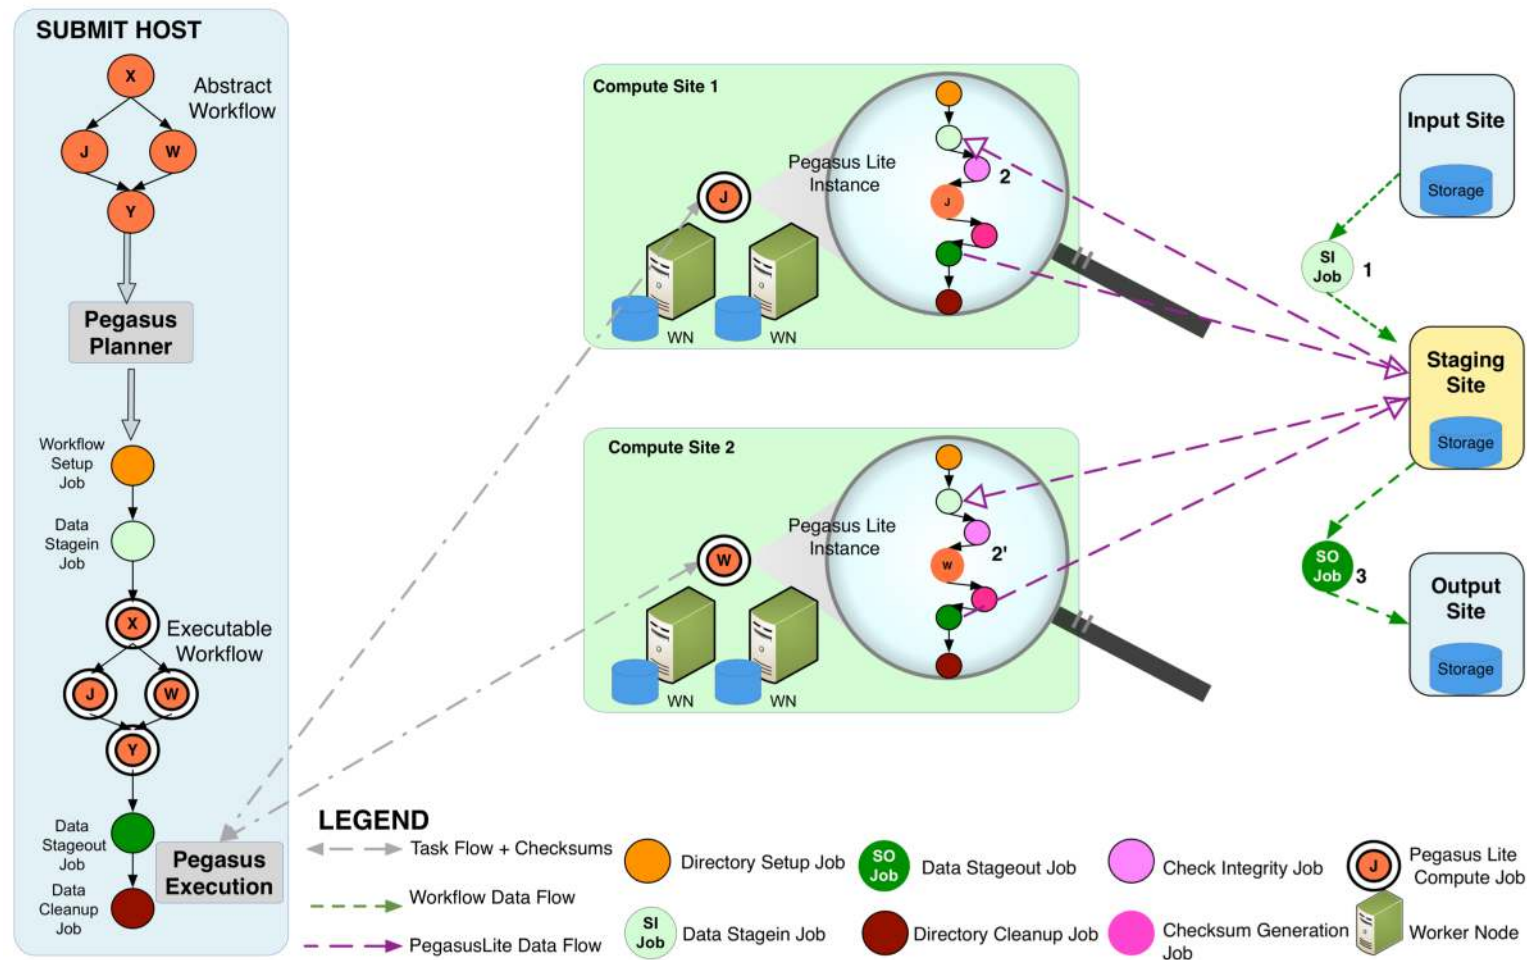 SUBMIT HOST
X
Abstract
Workflow
J
W
Y
Pegasus
Planner
Workflow
Setup
Job
Data
Stagein
Job
X
Executable
Workflow
J
W
Y
Data
Stageout
Job
Pegasus
Execution
Data
Cleanup
Job
Compute Site 1
Pegasus Lite
Instance
J
2
J
WN
WN
Compute Site 2
Pegasus Lite
Instance
W
2'
W
WN
WN
Input Site
Storage
SI
Job
1
Staging
Site
Storage
SO
Job
3
Output
Site
Storage
LEGEND
Task Flow + Checksums
Workflow Data Flow
PegasusLite Data Flow
Directory Setup Job
SI
Job
Data Stagein Job
SO
Job
Data Stageout Job
Directory Cleanup Job
Check Integrity Job
Checksum Generation
Job
J
Pegasus Lite
Compute Job
Worker Node